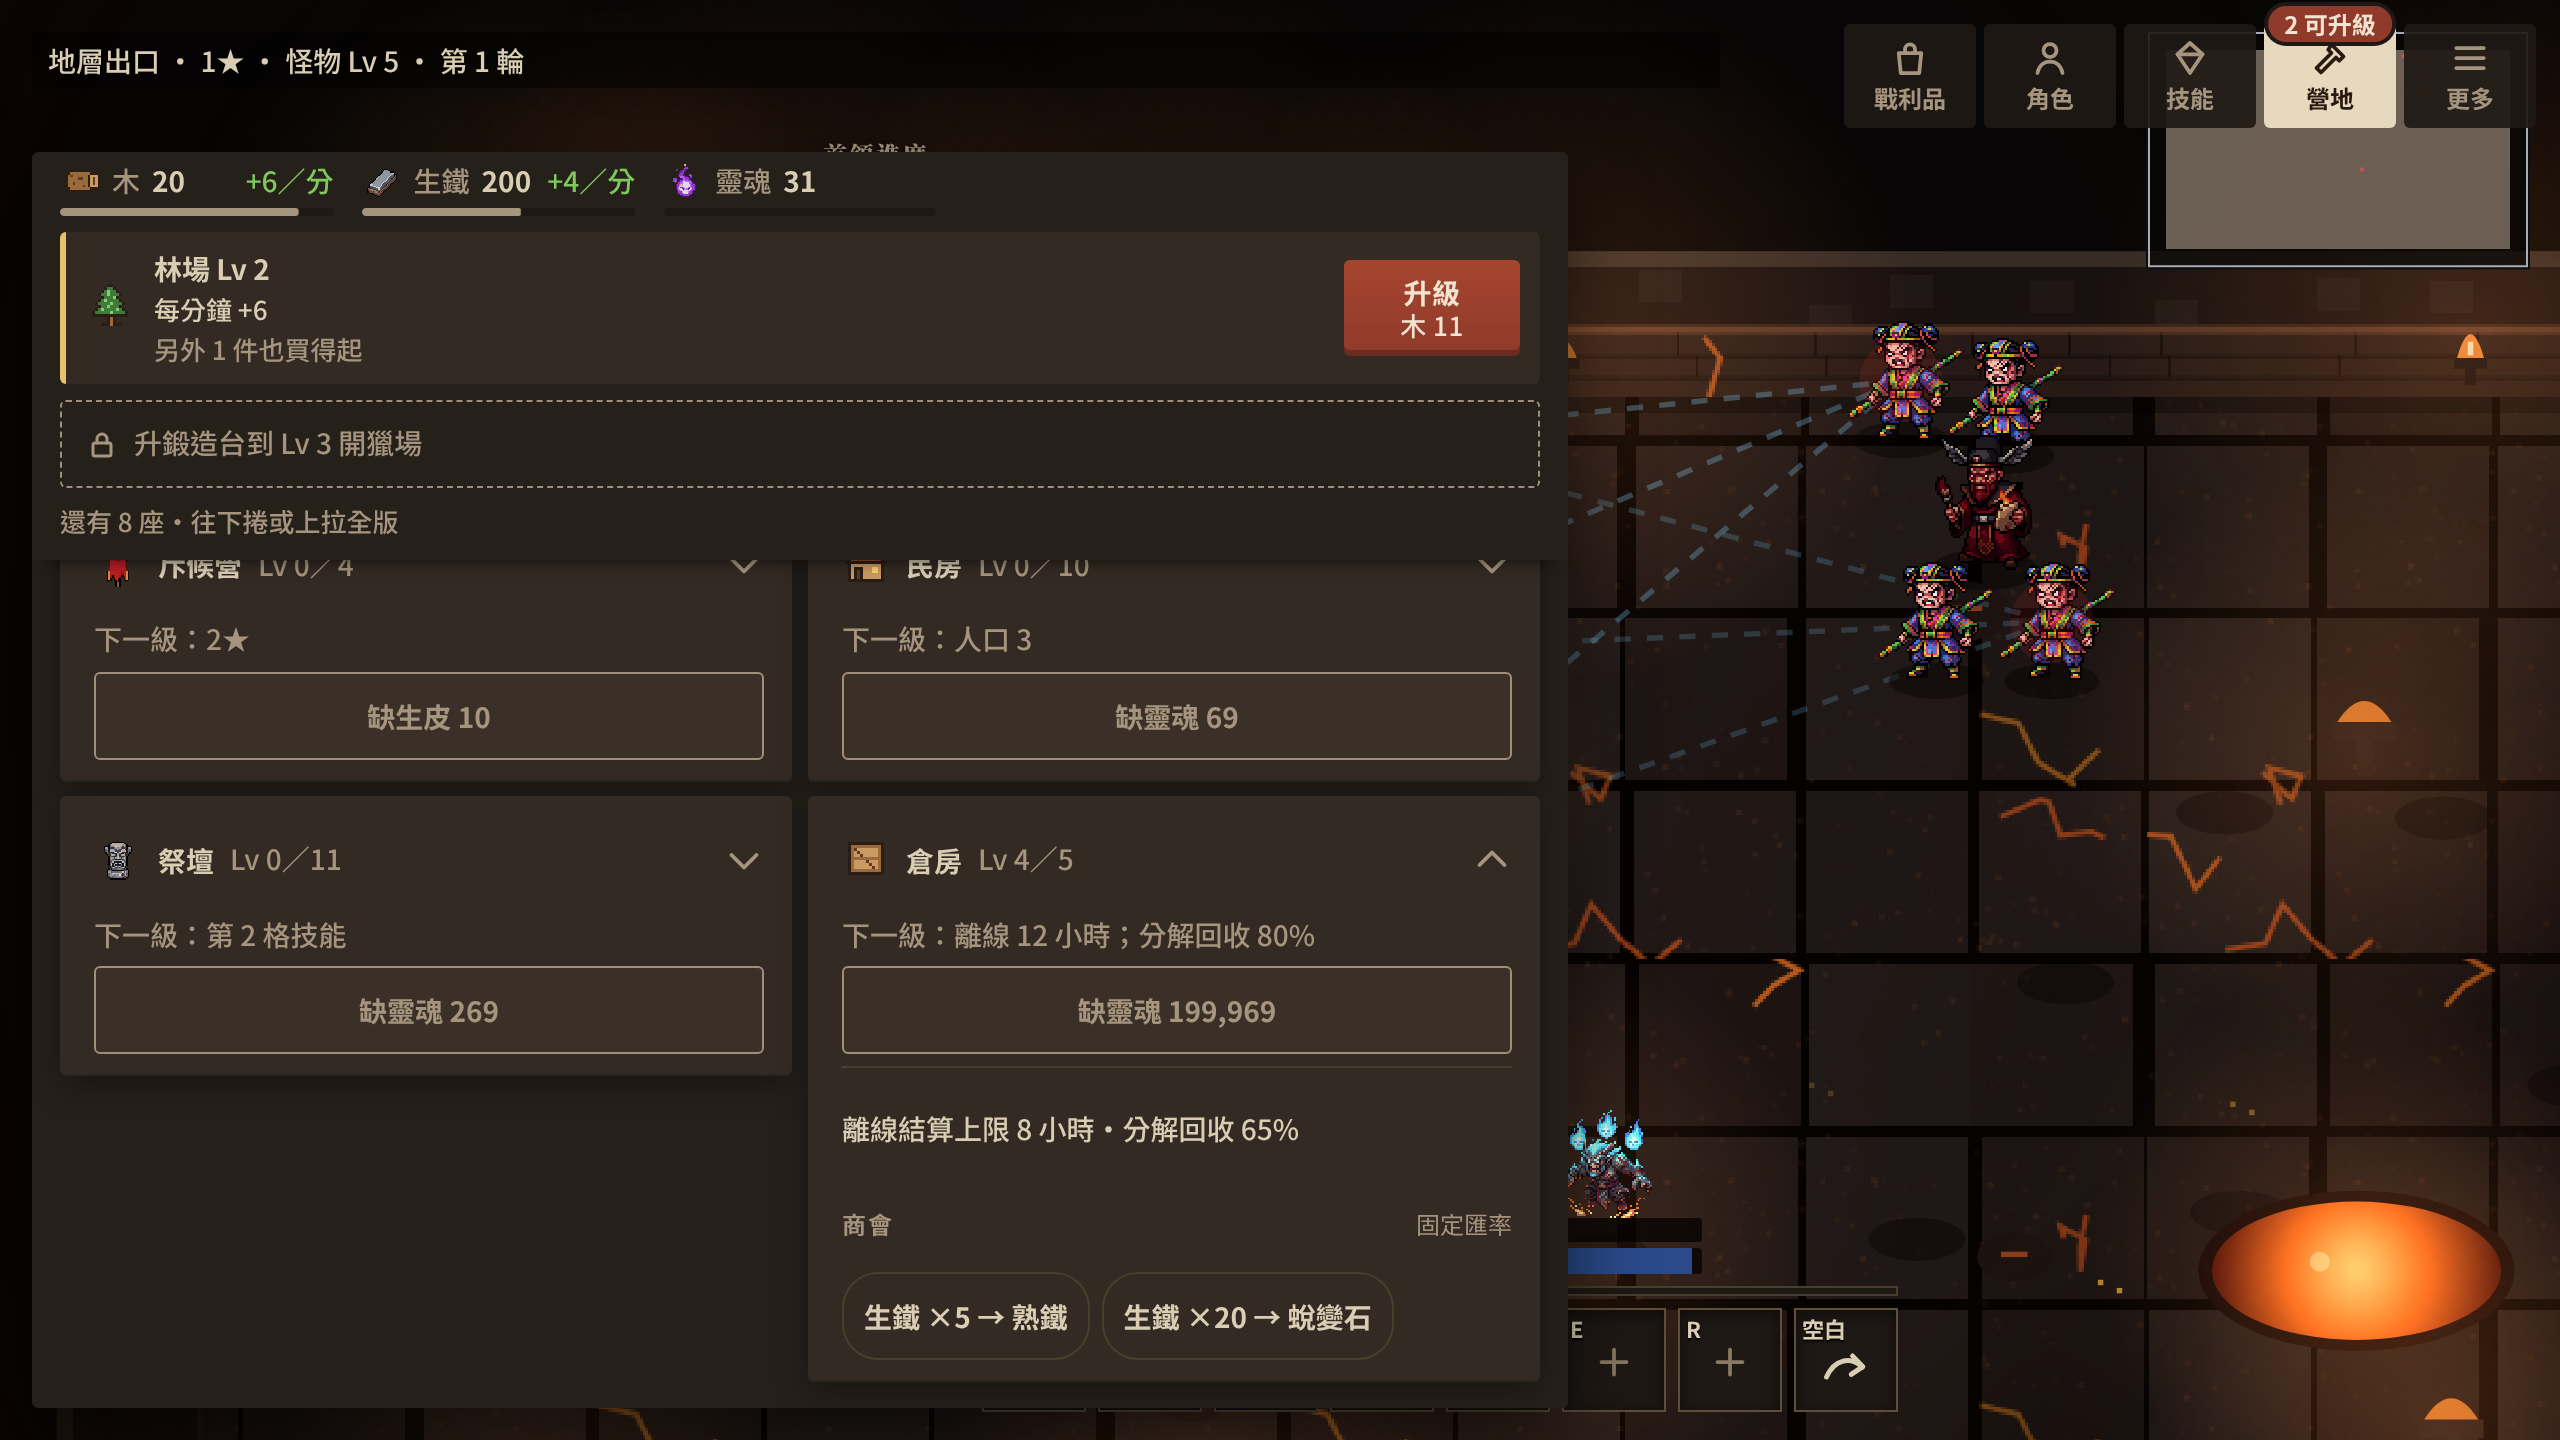 地層出口 • 1★ • 怪物 Lv 5 • 第 1 輪
戰利品
角色
技能
2 可升級
營地
更多
木 20 +6／分
生鐵 200 +4／分
靈魂 31
林場 Lv 2
每分鐘 +6
另外 1 件也買得起
升級
木 11
升鍛造台到 Lv 3 開獵場
還有 8 座・往下捲或上拉全版
斥候營 Lv 0／4
下一級：2★
缺生皮 10
民房 Lv 0／10
下一級：人口 3
缺靈魂 69
祭壇 Lv 0／11
下一級：第 2 格技能
缺靈魂 269
倉房 Lv 4／5
下一級：離線 12 小時；分解回收 80%
缺靈魂 199,969
離線結算上限 8 小時・分解回收 65%
商會
固定匯率
生鐵 ×5 → 熟鐵
生鐵 ×20 → 蛻變石
E
R
空白